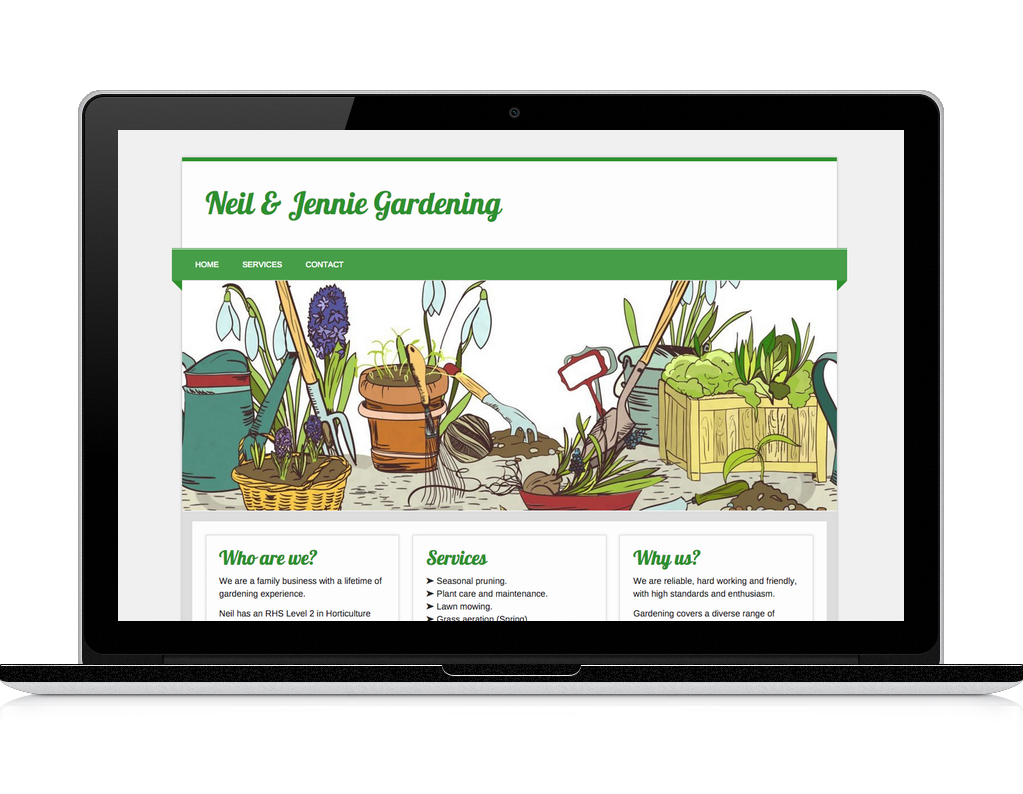 Neil & Jennie Gardening
HOME SERVICES CONTACT
Who are we?
We are a family business with a lifetime of
gardening experience.
Neil has an RHS Level 2 in Horticulture
Services
➤ Seasonal pruning.
➤ Plant care and maintenance.
➤ Lawn mowing.
➤ Grass aeration (Spring)
Why us?
We are reliable, hard working and friendly,
with high standards and enthusiasm.
Gardening covers a diverse range of